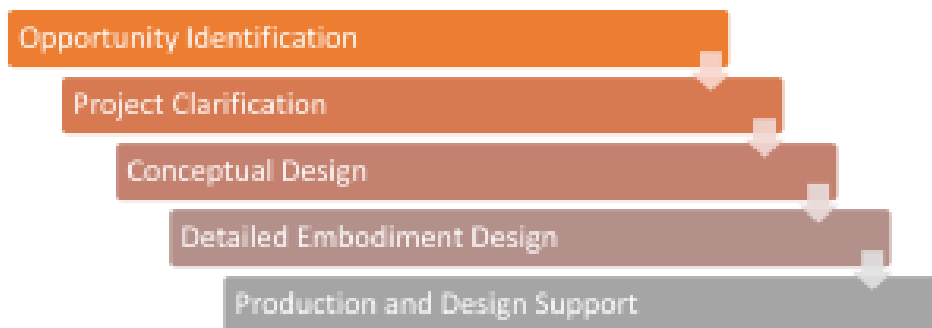 Opportunity Identification
Project Clarification
Conceptual Design
Detailed Embodiment Design
Production and Design Support